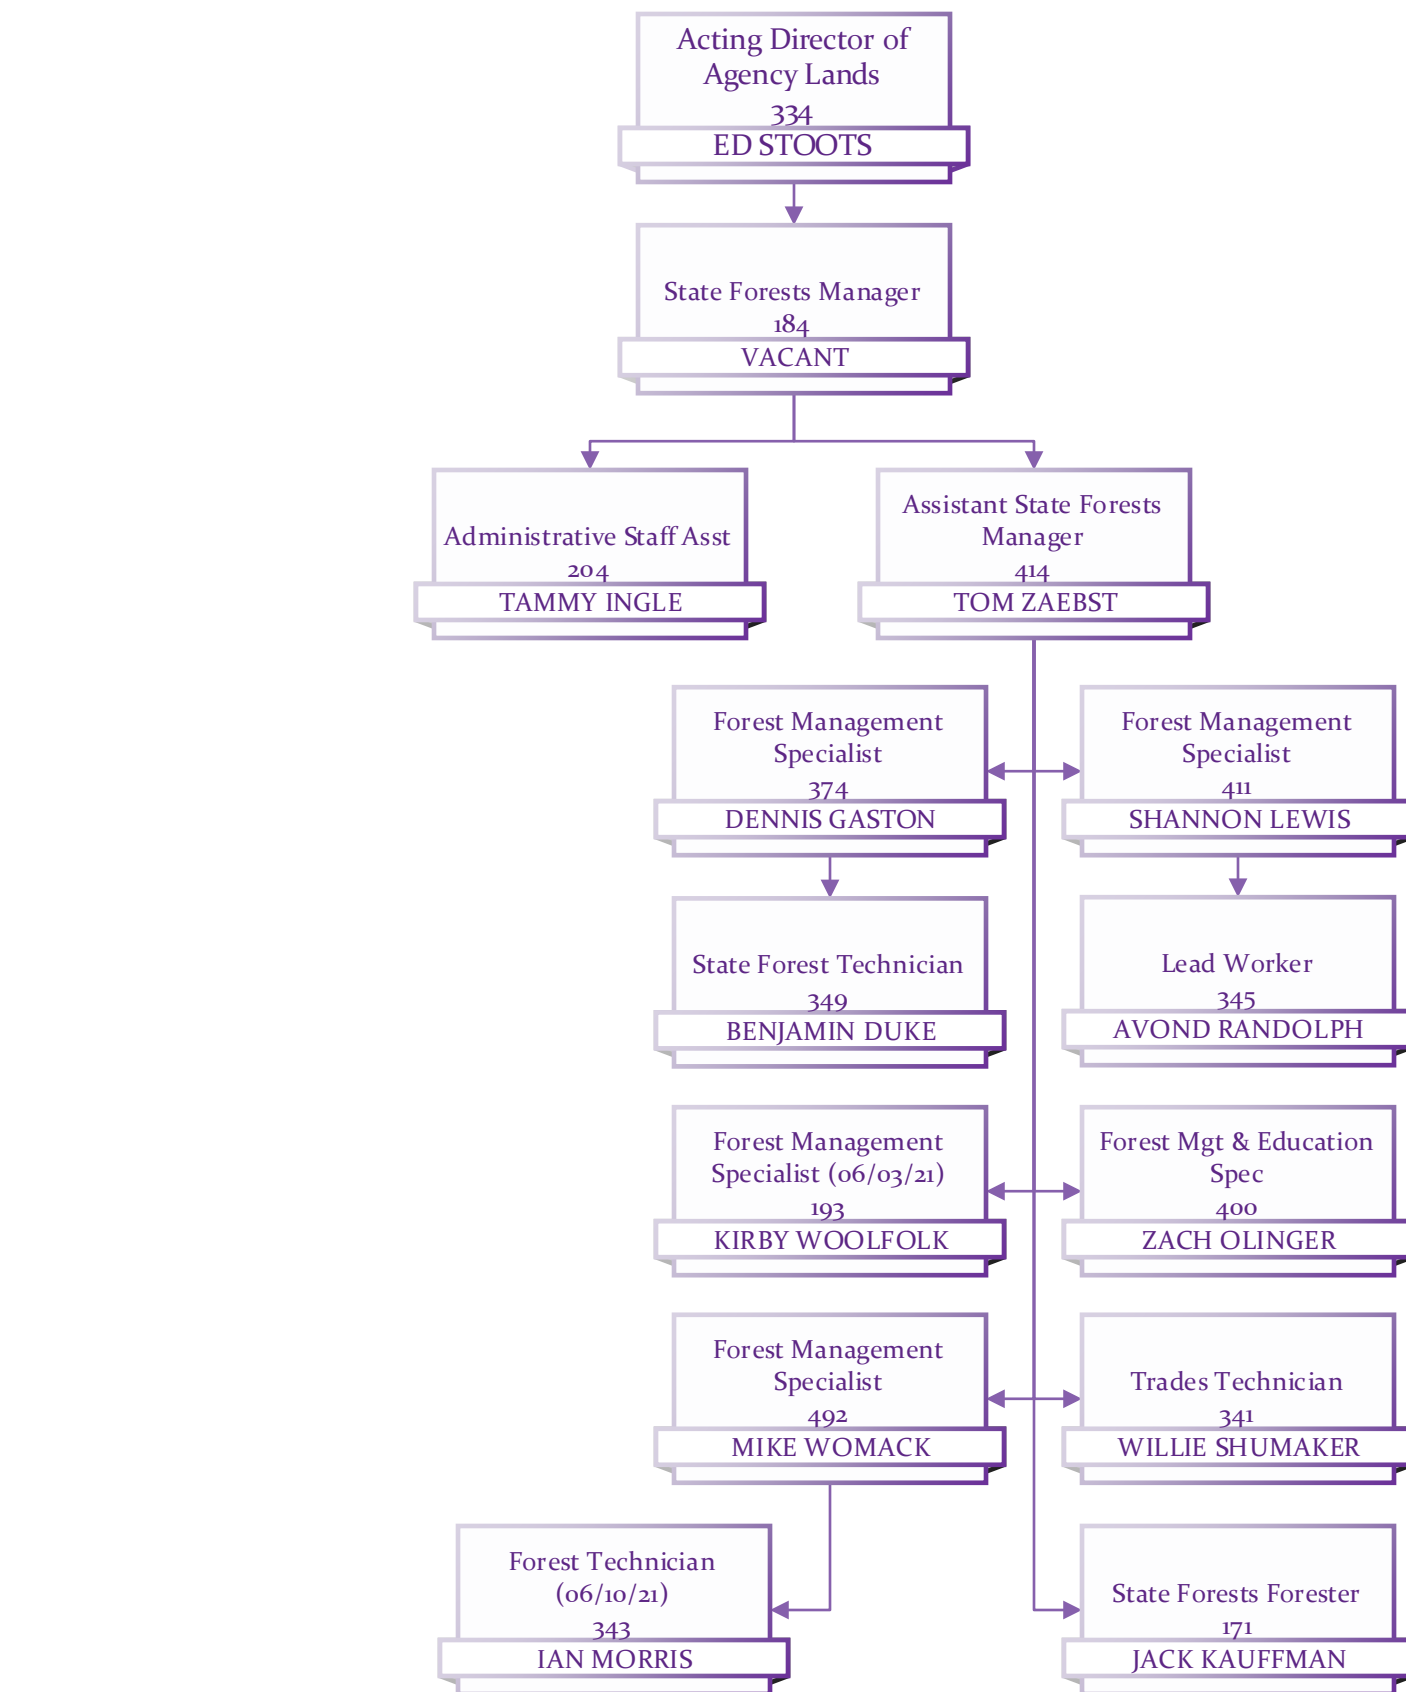 Acting Director of
Agency Lands
334
ED STOOTS
State Forests Manager
184
VACANT
Administrative Staff Asst
204
TAMMY INGLE
Assistant State Forests
Manager
414
TOM ZAEBST
Forest Management
Specialist
374
DENNIS GASTON
Forest Management
Specialist
411
SHANNON LEWIS
State Forest Technician
349
BENJAMIN DUKE
Lead Worker
345
AVOND RANDOLPH
Forest Management
Specialist (06/03/21)
193
KIRBY WOOLFOLK
Forest Mgt & Education
Spec
400
ZACH OLINGER
Forest Management
Specialist
492
MIKE WOMACK
Trades Technician
341
WILLIE SHUMAKER
Forest Technician
(06/10/21)
343
IAN MORRIS
State Forests Forester
171
JACK KAUFFMAN